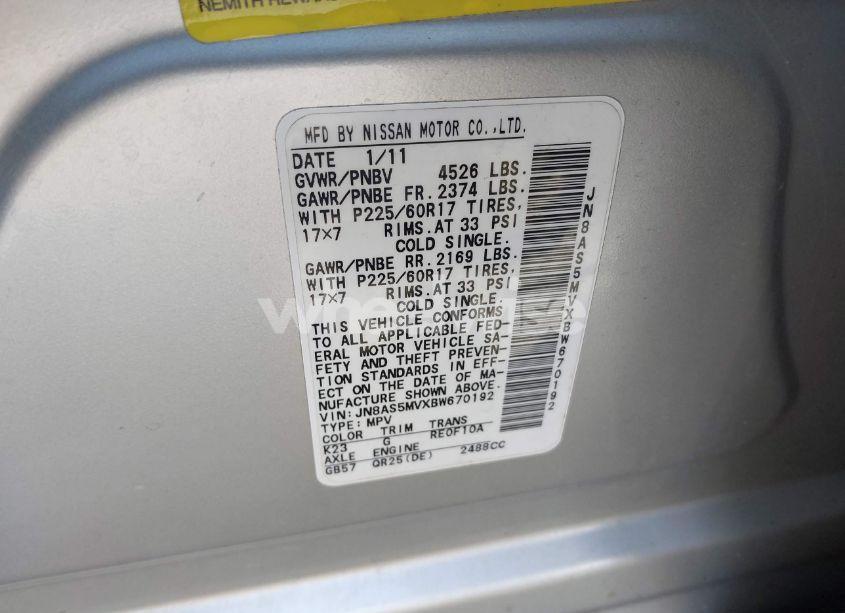 MFD BY NISSAN MOTOR CO.,LTD.
DATE 1/11
GVWR/PNBV 4526 LBS.
GAWR/PNBE FR. 2374 LBS.
WITH P225/60R17 TIRES,
17×7 RIMS.AT 33 PSI
COLD SINGLE.
GAWR/PNBE RR. 2169 LBS.
WITH P225/60R17 TIRES,
17×7 RIMS.AT 33 PSI
COLD SINGLE.
THIS VEHICLE CONFORMS
TO ALL APPLICABLE FED-
ERAL MOTOR VEHICLE SA-
FETY AND THEFT PREVEN-
TION STANDARDS IN EFF-
ECT ON THE DATE OF MA-
NUFACTURE SHOWN ABOVE.
VIN: JN8AS5MVXBW670192
TYPE: MPV
COLOR TRIM TRANS
K23 G RE0F10A
AXLE ENGINE
GB57 QR25(DE) 2488CC
JN8AS5MVXBW670192